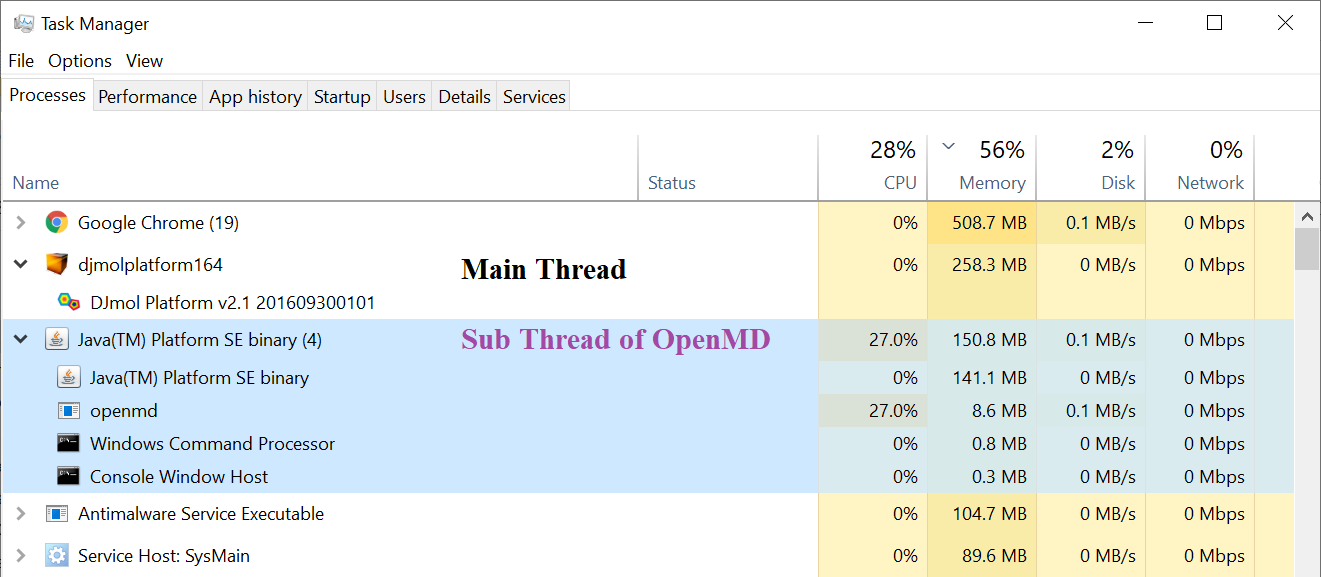 Task Manager
File Options View
Processes Performance App history Startup Users Details Services
28% 56% 2% 0%
Name Status CPU Memory Disk Network
Google Chrome (19) 0% 508.7 MB 0.1 MB/s 0 Mbps
djmolplatform164 Main Thread 0% 258.3 MB 0 MB/s 0 Mbps
DJmol Platform v2.1 201609300101
Java(TM) Platform SE binary (4) Sub Thread of OpenMD 27.0% 150.8 MB 0.1 MB/s 0 Mbps
Java(TM) Platform SE binary 0% 141.1 MB 0 MB/s 0 Mbps
openmd 27.0% 8.6 MB 0.1 MB/s 0 Mbps
Windows Command Processor 0% 0.8 MB 0 MB/s 0 Mbps
Console Window Host 0% 0.3 MB 0 MB/s 0 Mbps
Antimalware Service Executable 0% 104.7 MB 0 MB/s 0 Mbps
Service Host: SysMain 0% 89.6 MB 0 MB/s 0 Mbps